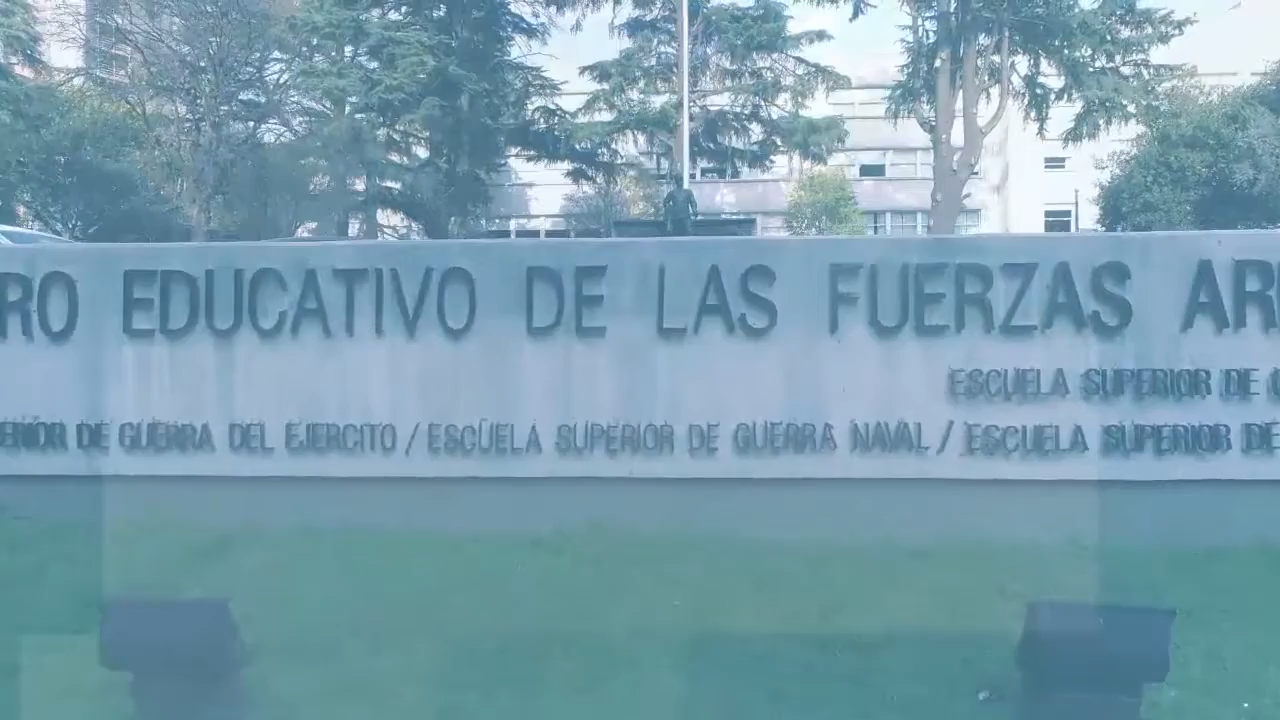 RO EDUCATIVO DE LAS FUERZAS AR
ESCUELA SUPERIOR DE
ERIOR DE GUERRA DEL EJERCITO / ESCUELA SUPERIOR DE GUERRA NAVAL / ESCUELA SUPERIOR DE